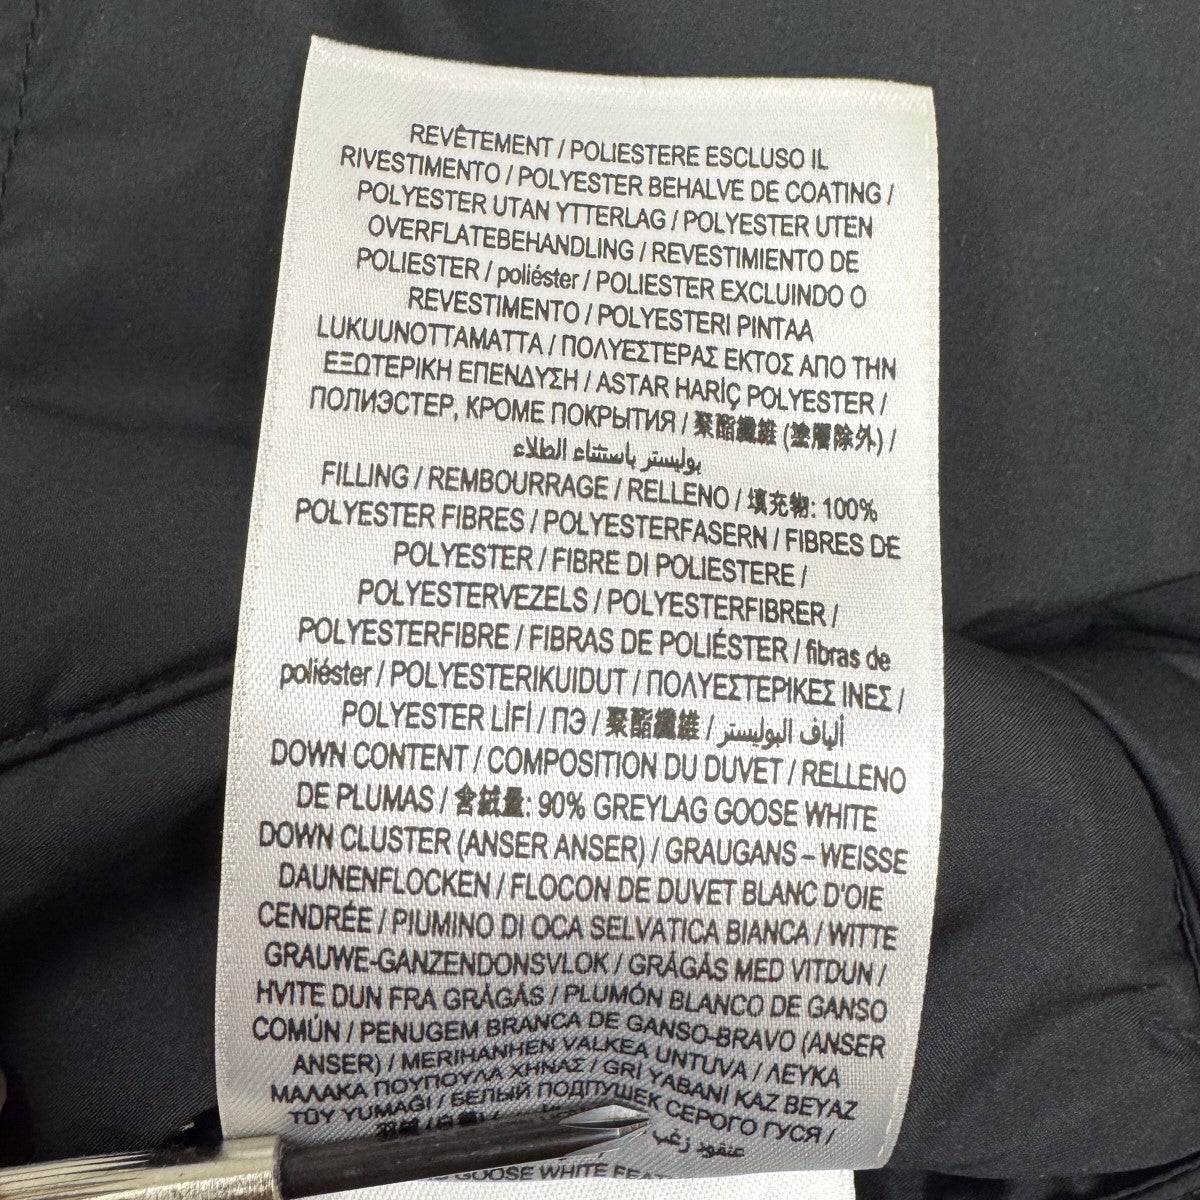 REVÊTEMENT / POLIESTERE ESCLUSO IL
RIVESTIMENTO / POLYESTER BEHALVE DE COATING /
POLYESTER UTAN YTTERLAG / POLYESTER UTEN
OVERFLATEBEHANDLING / REVESTIMIENTO DE
POLIESTER / poliéster / POLIESTER EXCLUINDO O
REVESTIMENTO / POLYESTERI PINTAA
LUKUUNOTTAMATTA / ΠΟΛΥΕΣΤΕΡΑΣ ΕΚΤΟΣ ΑΠΟ ΤΗΝ
ΕΞΩΤΕΡΙΚΗ ΕΠΕΝΔΥΣΗ / ASTAR HARİÇ POLYESTER /
ПОЛИЭСТЕР, КРОМЕ ПОКРЫТИЯ / 聚酯纖維 (塗層除外) /
بوليستر باستثناء الطلاء
FILLING / REMBOURRAGE / RELLENO / 填充物: 100%
POLYESTER FIBRES / POLYESTERFASERN / FIBRES DE
POLYESTER / FIBRE DI POLIESTERE /
POLYESTERVEZELS / POLYESTERFIBRER /
POLYESTERFIBRE / FIBRAS DE POLIÉSTER / fibras de
poliéster / POLYESTERIKUIDUT / ΠΟΛΥΕΣΤΕΡΙΚΕΣ ΙΝΕΣ /
POLYESTER LİFİ / ПЭ / 聚酯纖維 / ألياف البوليستر
DOWN CONTENT / COMPOSITION DU DUVET / RELLENO
DE PLUMAS / 含絨量: 90% GREYLAG GOOSE WHITE
DOWN CLUSTER (ANSER ANSER) / GRAUGANS – WEISSE
DAUNENFLOCKEN / FLOCON DE DUVET BLANC D'OIE
CENDRÉE / PIUMINO DI OCA SELVATICA BIANCA / WITTE
GRAUWE-GANZENDONSVLOK / GRÅGÅS MED VITDUN /
HVITE DUN FRA GRÅGÅS / PLUMÓN BLANCO DE GANSO
COMÚN / PENUGEM BRANCA DE GANSO-BRAVO (ANSER
ANSER) / MERIHANHEN VALKEA UNTUVA / ΛΕΥΚΑ
ΜΑΛΑΚΑ ΠΟΥΠΟΥΛΑ ΧΗΝΑΣ / GRİ YABANİ KAZ BEYAZ
TÜY YUMAĞI / БЕЛЫЙ ПОДПУШЕК СЕРОГО ГУСЯ /
عنقود زغب
GOOSE WHITE